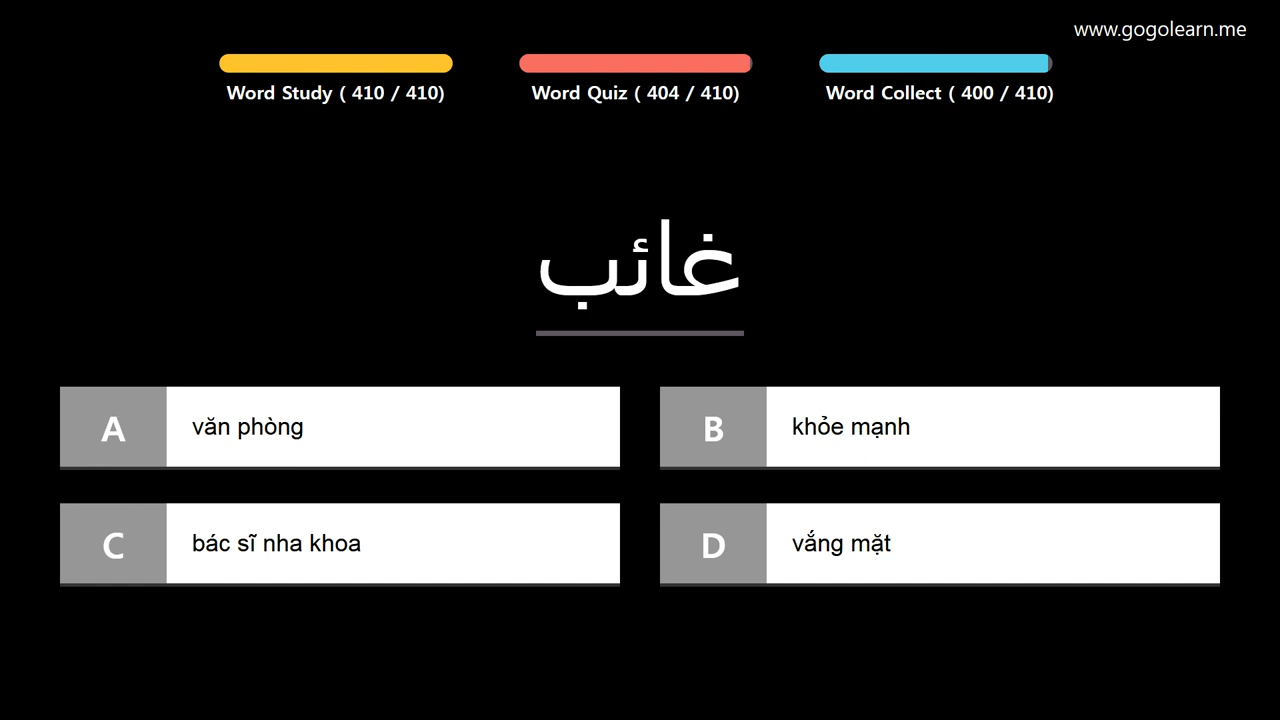 www.gogolearn.me
Word Study ( 410 / 410)
Word Quiz ( 404 / 410)
Word Collect ( 400 / 410)
غائب
A
văn phòng
B
khỏe mạnh
C
bác sĩ nha khoa
D
vắng mặt